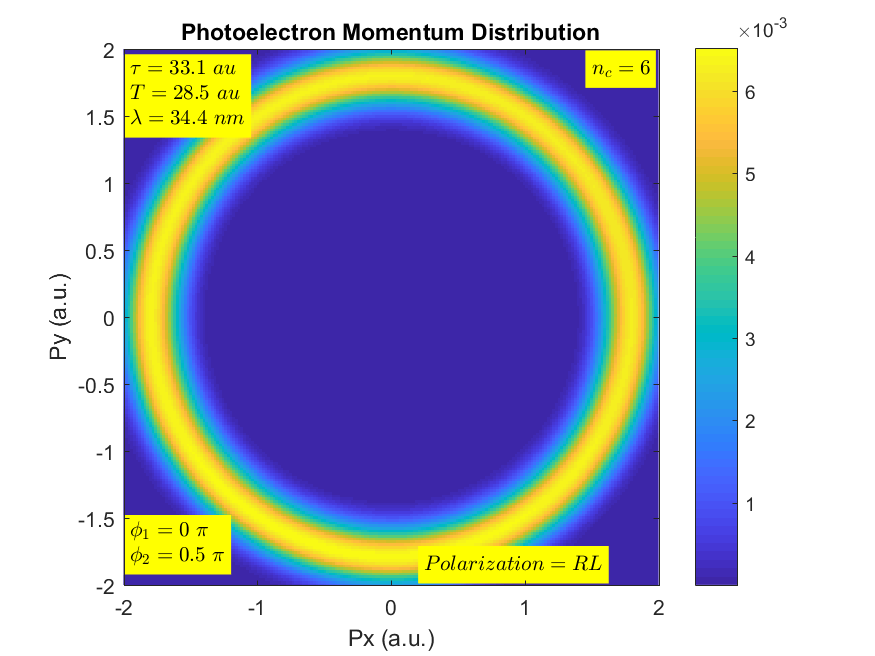 Photoelectron Momentum Distribution
×10⁻³
τ = 33.1 au
T = 28.5 au
λ = 34.4 nm
n_c = 6
2
1.5
1
0.5
0
-0.5
-1
-1.5
-2
Py (a.u.)
ϕ₁ = 0 π
ϕ₂ = 0.5 π
Polarization = RL
-2
-1
0
1
2
Px (a.u.)
6
5
4
3
2
1